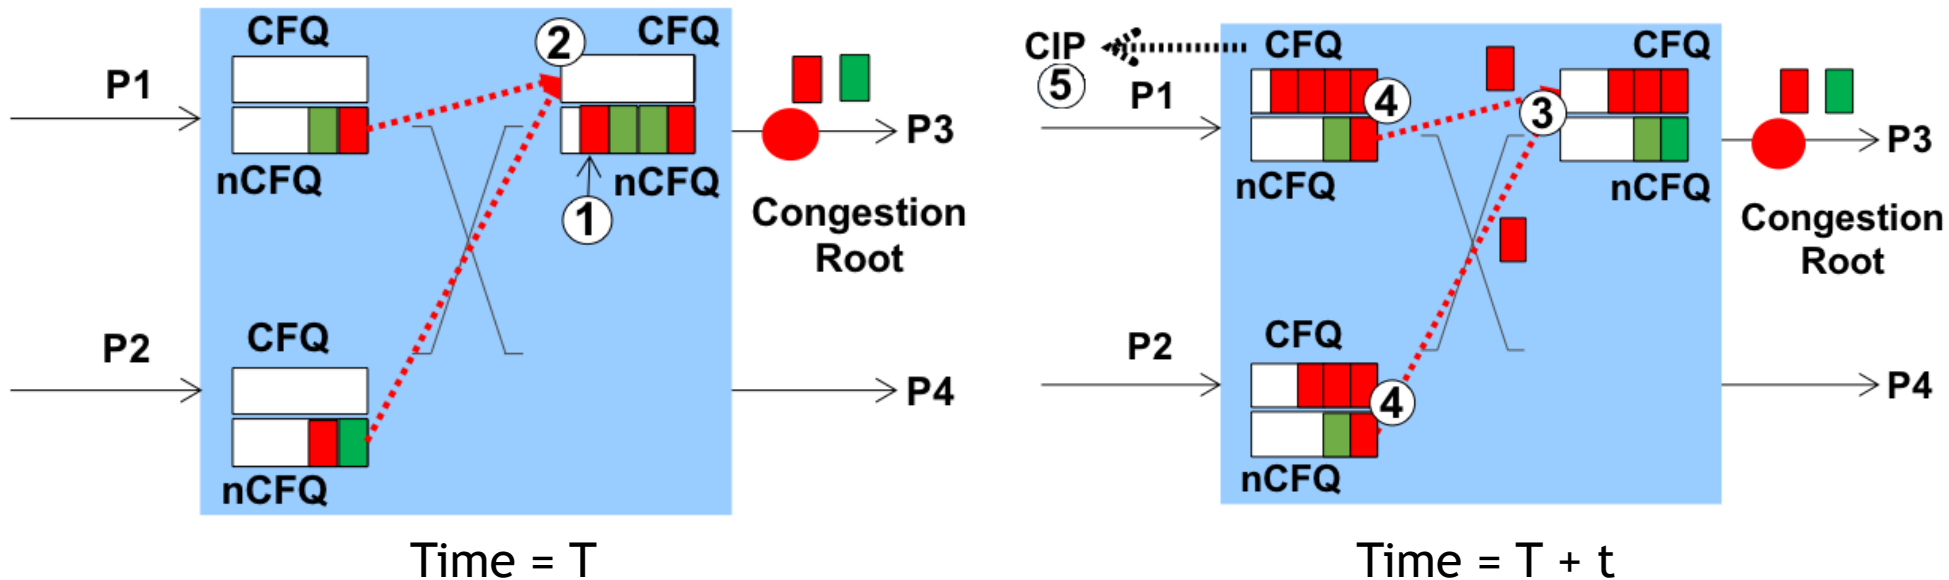 CFQ
2
CFQ
P1
nCFQ
1
nCFQ
P3
Congestion
Root
CFQ
P2
nCFQ
P4
Time = T
CIP
5
P1
CFQ
4
CFQ
3
nCFQ
nCFQ
P3
Congestion
Root
CFQ
P2
4
nCFQ
P4
Time = T + t